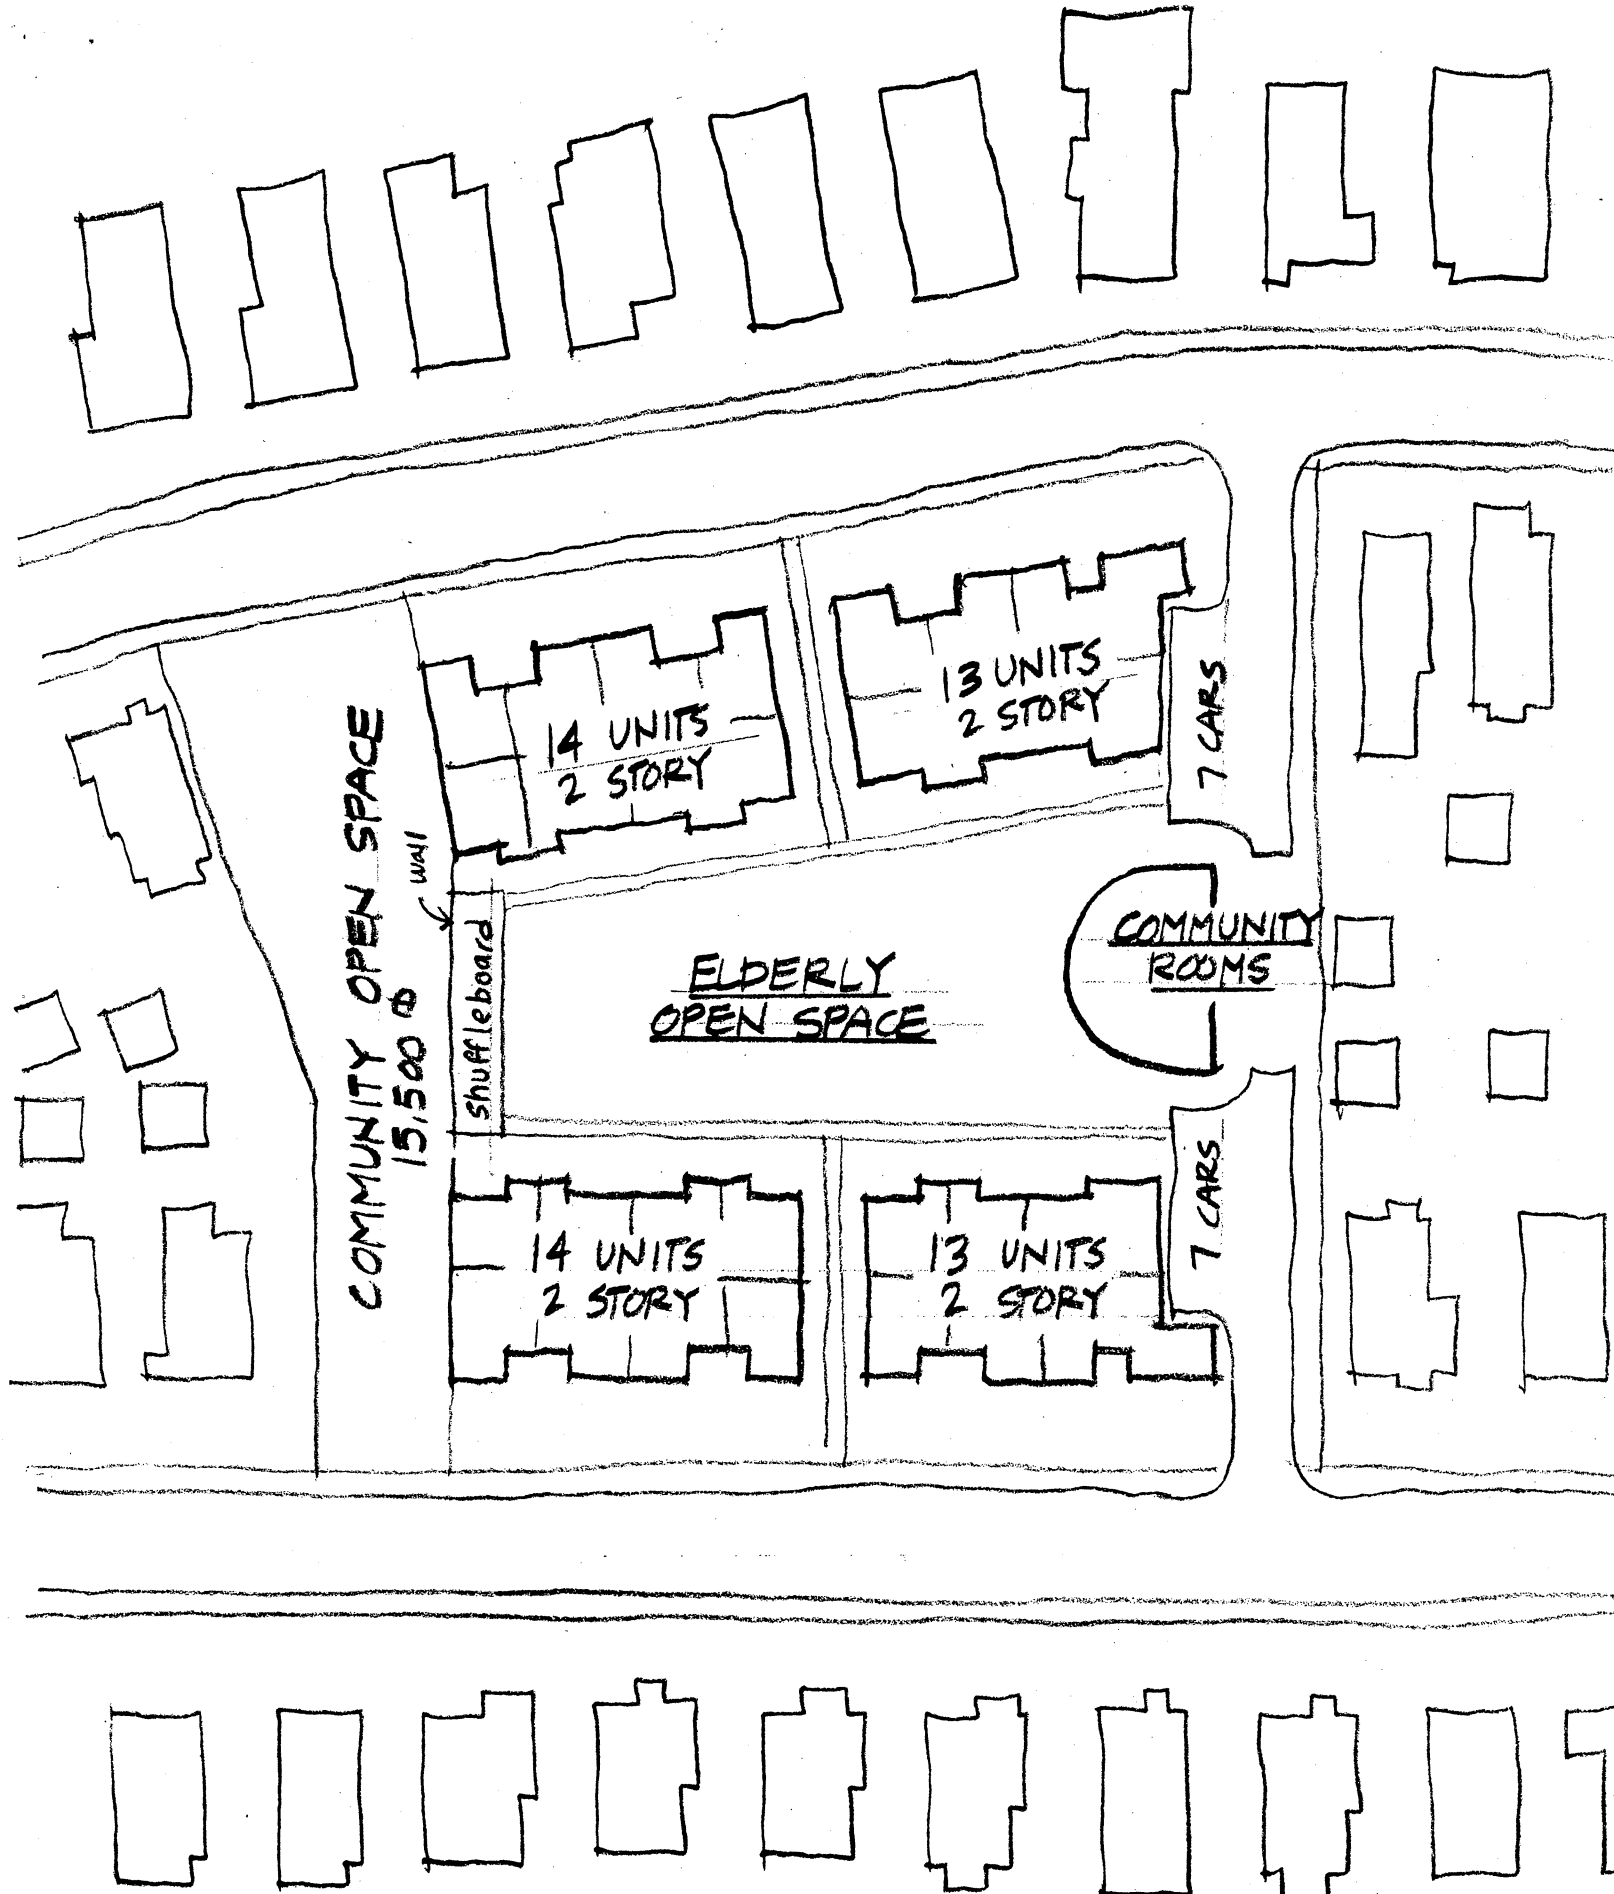 13 UNITS
2 STORY
14 UNITS
2 STORY
7 CARS
COMMUNITY OPEN SPACE
15,500
wall
shuffleboard
ELDERLY
OPEN SPACE
COMMUNITY
ROOMS
14 UNITS
2 STORY
13 UNITS
2 STORY
7 CARS